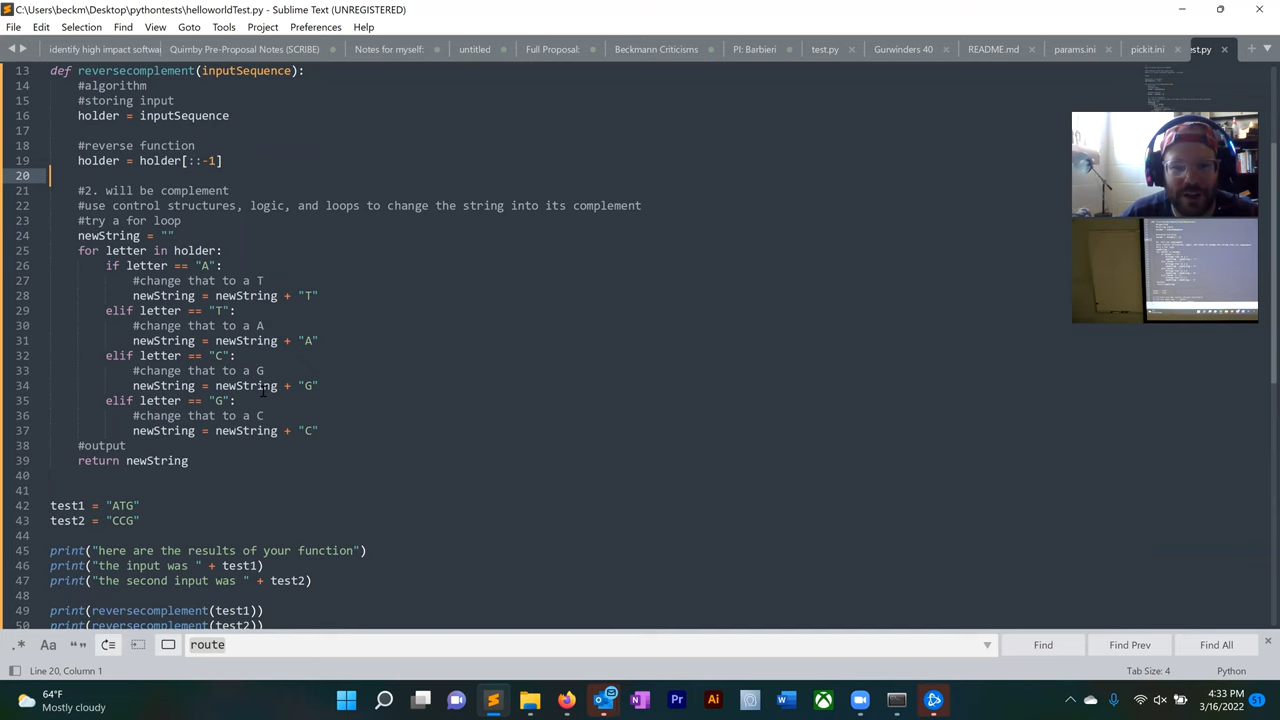 C:\Users\beckm\Desktop\pythontests\helloworldTest.py - Sublime Text (UNREGISTERED)
File Edit Selection Find View Goto Tools Project Preferences Help
identify high impact softwa Quimby Pre-Proposal Notes (SCRIBE) Notes for myself: untitled Full Proposal: Beckmann Criticisms PI: Barbieri test.py Gurwinders 40 README.md params.ini pickit.ini est.py
13 def reversecomplement(inputSequence):
14 #algorithm
15 #storing input
16 holder = inputSequence
17
18 #reverse function
19 holder = holder[::-1]
20
21 #2. will be complement
22 #use control structures, logic, and loops to change the string into its complement
23 #try a for loop
24 newString = ""
25 for letter in holder:
26 if letter == "A":
27 #change that to a T
28 newString = newString + "T"
29 elif letter == "T":
30 #change that to a A
31 newString = newString + "A"
32 elif letter == "C":
33 #change that to a G
34 newString = newString + "G"
35 elif letter == "G":
36 #change that to a C
37 newString = newString + "C"
38 #output
39 return newString
40
41
42 test1 = "ATG"
43 test2 = "CCG"
44
45 print("here are the results of your function")
46 print("the input was " + test1)
47 print("the second input was " + test2)
48
49 print(reversecomplement(test1))
50 print(reversecomplement(test2))
.* Aa route Find Find Prev Find All
Line 20, Column 1 Tab Size: 4 Python
64°F
Mostly cloudy
Pr Ai
4:33 PM
3/16/2022
51